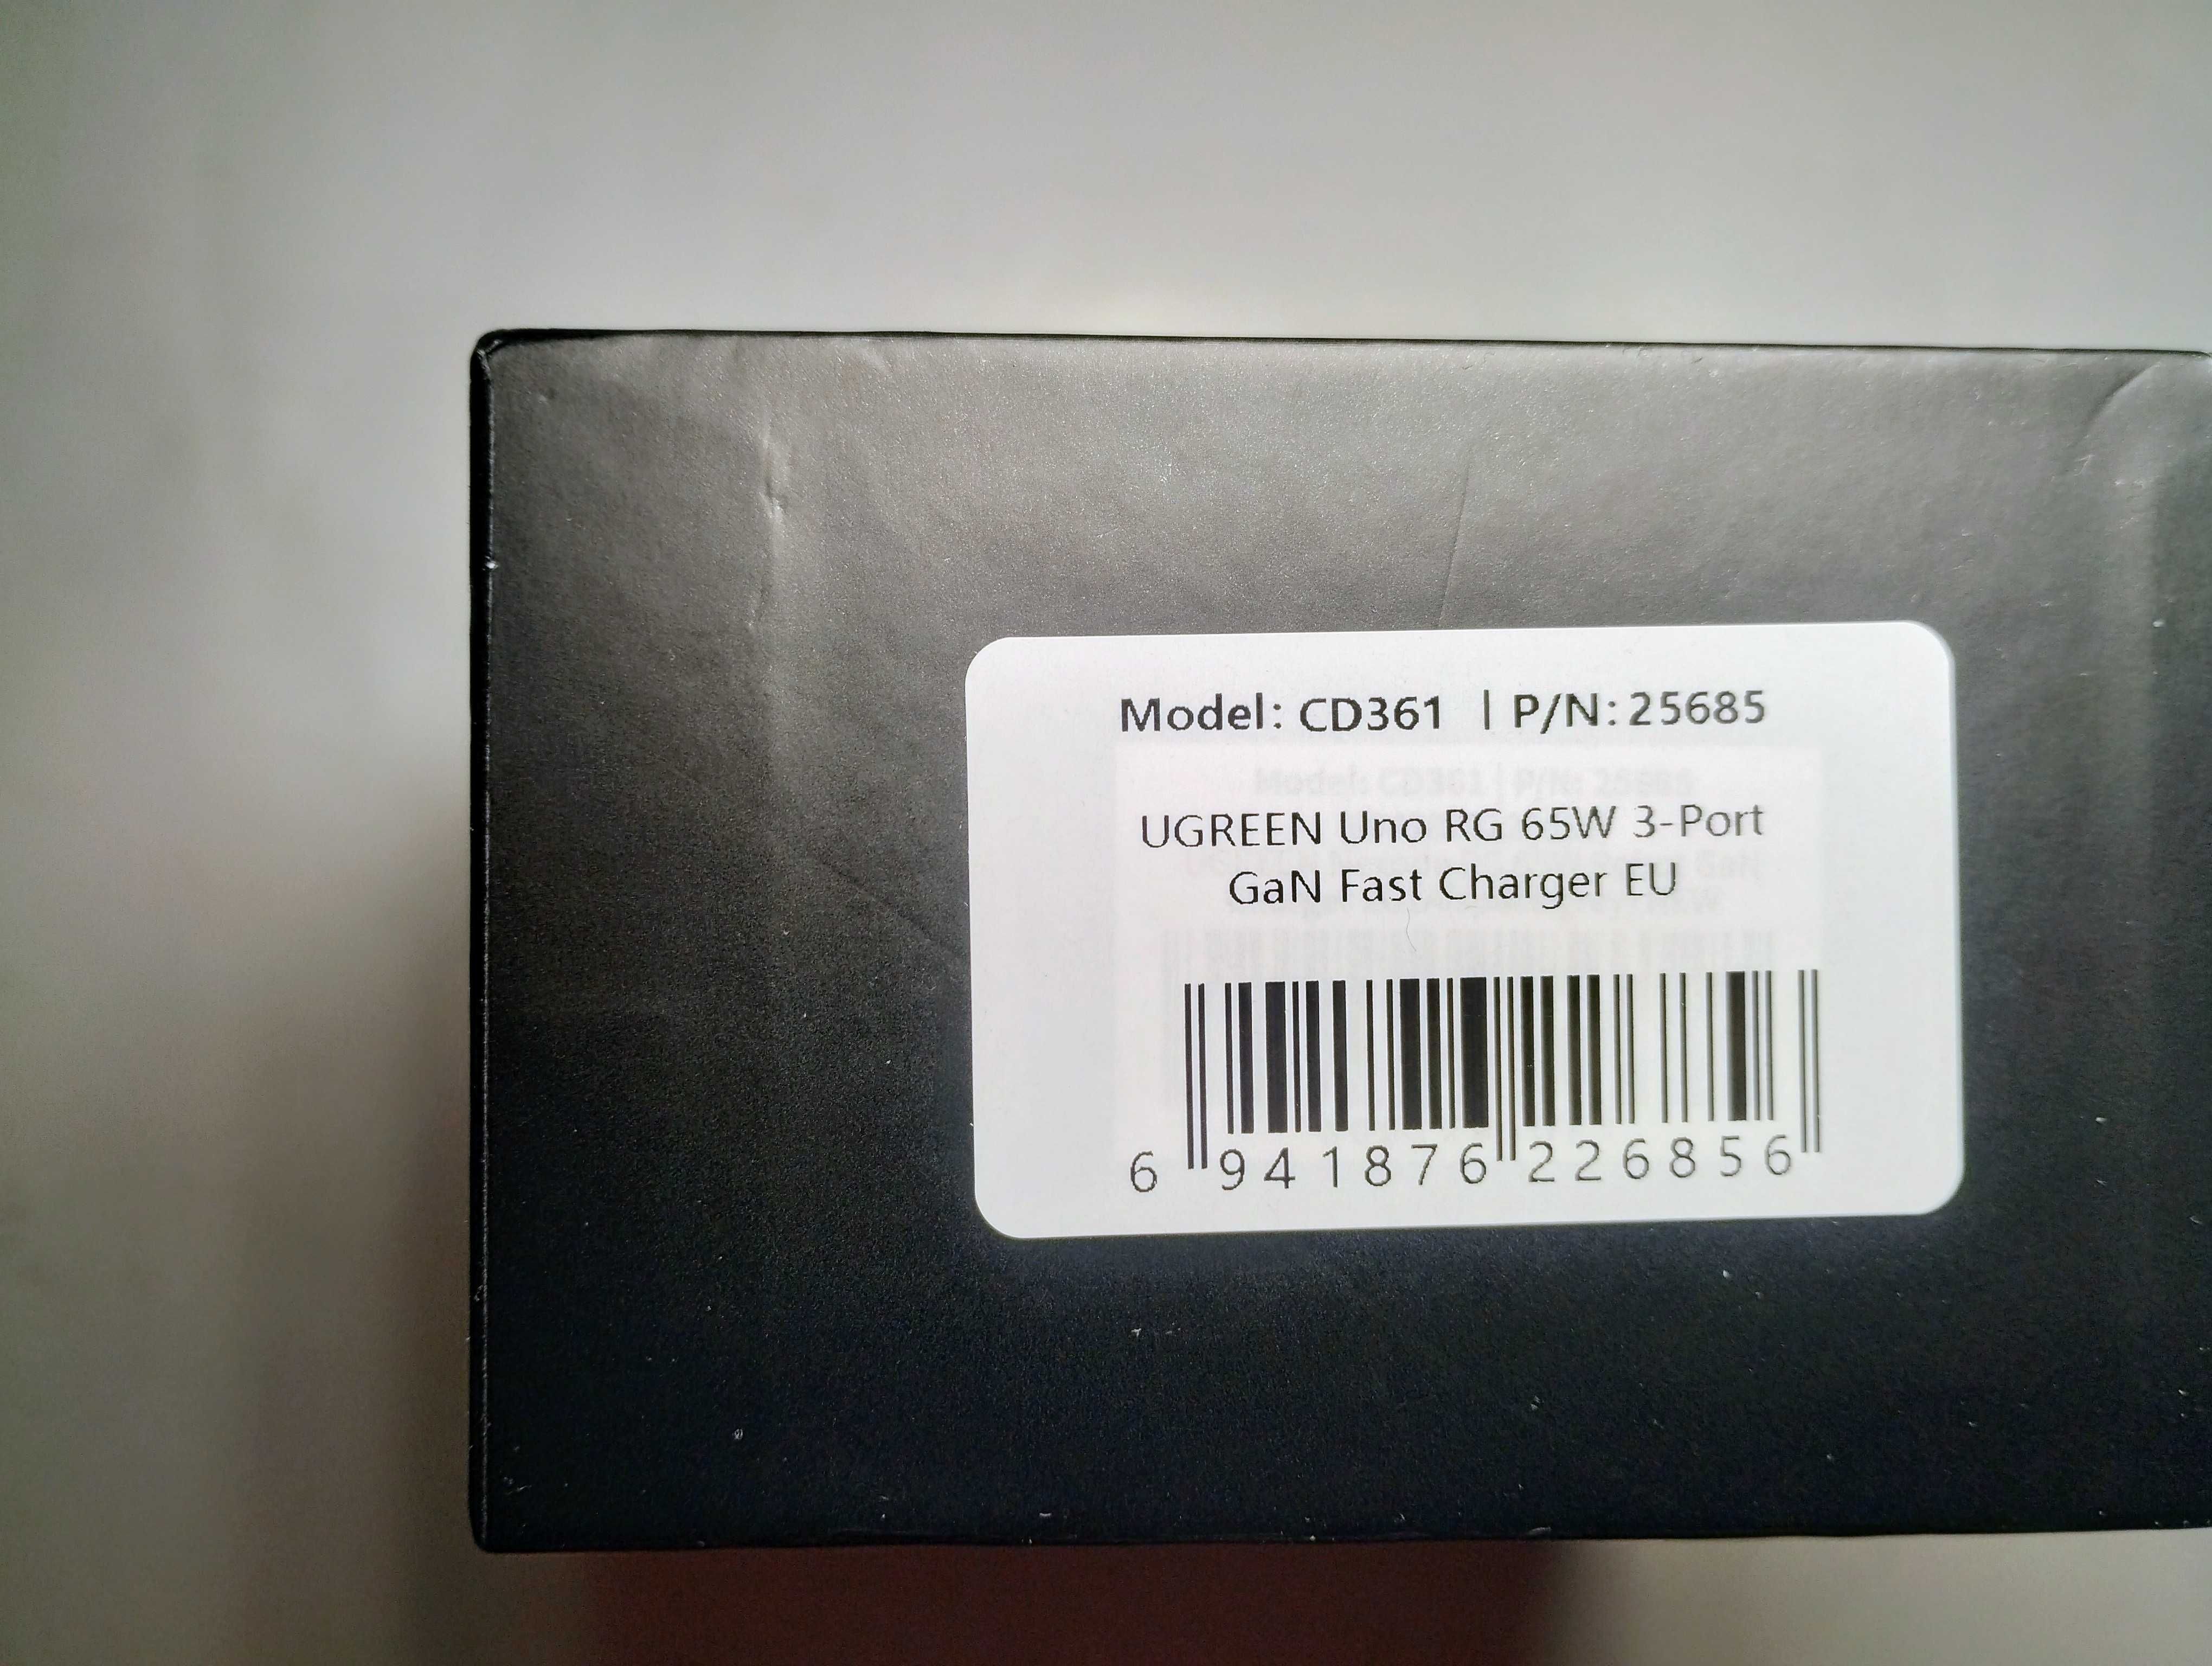 Model: CD361 | P/N: 25685
UGREEN Uno RG 65W 3-Port
GaN Fast Charger EU
6 941876 226856